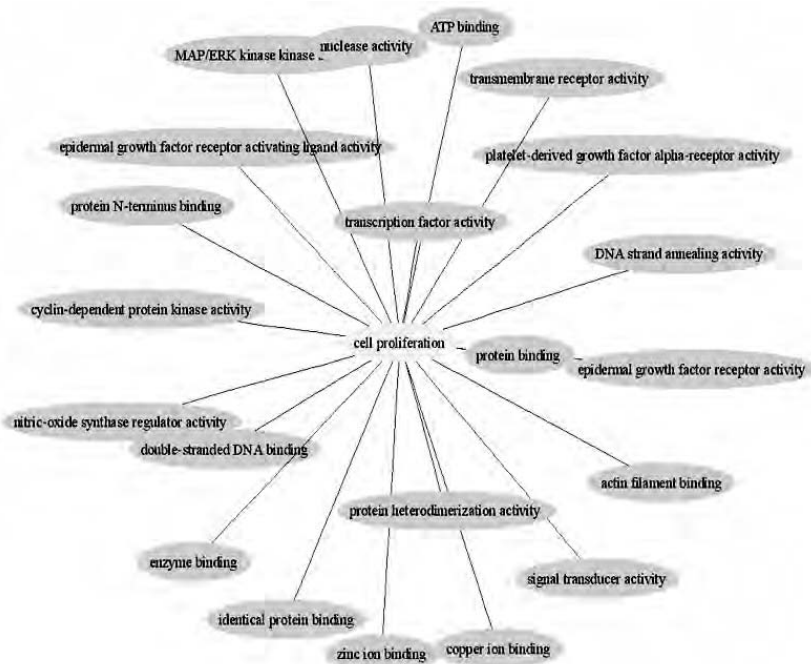 ATP binding
MAP/ERK kinase kinase
nuclease activity
transmembrane receptor activity
epidermal growth factor receptor activating ligand activity
platelet-derived growth factor alpha-receptor activity
protein N-terminus binding
transcription factor activity
DNA strand annealing activity
cyclin-dependent protein kinase activity
cell proliferation
protein binding
epidermal growth factor receptor activity
nitric-oxide synthase regulator activity
double-stranded DNA binding
actin filament binding
protein heterodimerization activity
enzyme binding
signal transducer activity
identical protein binding
zinc ion binding
copper ion binding